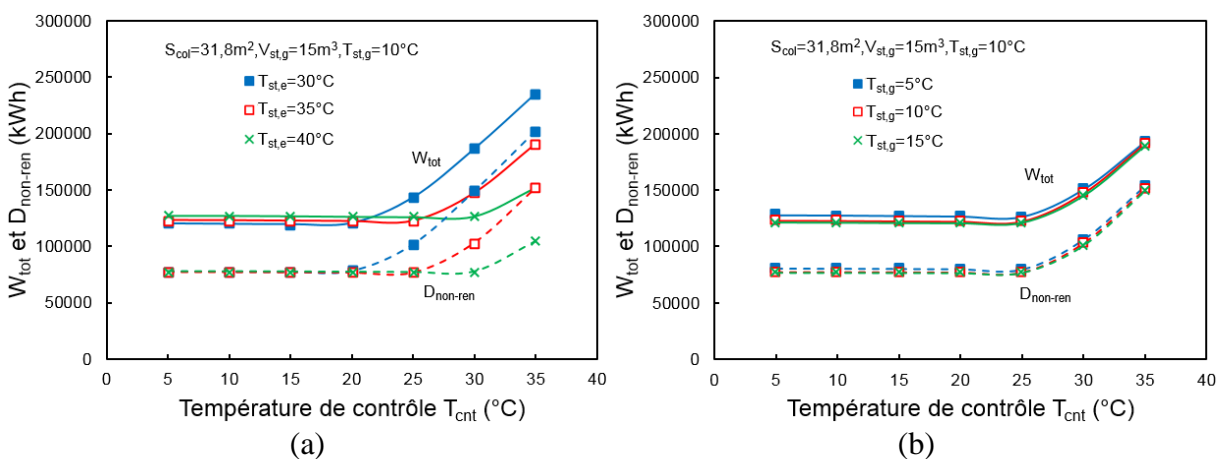 300000
250000
200000
150000
100000
50000
0
W_tot et D_non-ren (kWh)
S_col=31,8m²,V_st,g=15m³,T_st,g=10°C
T_st,e=30°C
T_st,e=35°C
T_st,e=40°C
W_tot
D_non-ren
0 5 10 15 20 25 30 35 40
Température de contrôle T_cnt (°C)
(a)
300000
250000
200000
150000
100000
50000
0
W_tot et D_non-ren (kWh)
S_col=31,8m²,V_st,g=15m³,T_st,g=10°C
T_st,g=5°C
T_st,g=10°C
T_st,g=15°C
W_tot
D_non-ren
0 5 10 15 20 25 30 35 40
Température de contrôle T_cnt (°C)
(b)